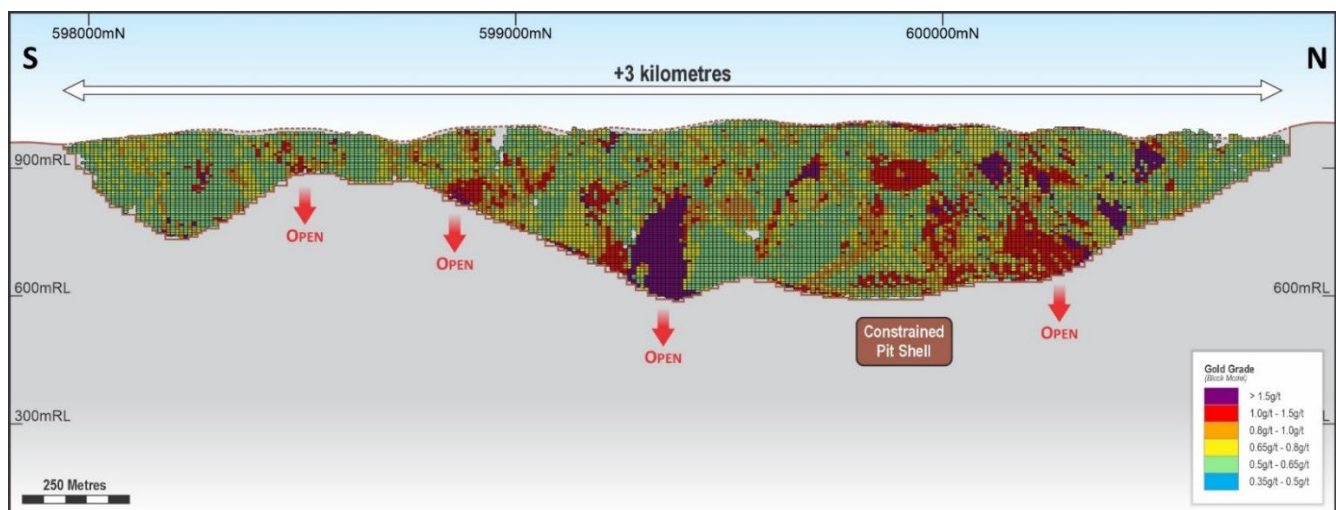 598000mN
599000mN
600000mN
S
N
+3 kilometres
900mRL
OPEN
OPEN
600mRL
600mRL
OPEN
OPEN
Constrained
Pit Shell
Gold Grade
(Block Model)
> 1.5g/t
1.0g/t - 1.5g/t
0.8g/t - 1.0g/t
0.65g/t - 0.8g/t
0.5g/t - 0.65g/t
0.35g/t - 0.5g/t
300mRL
250 Metres